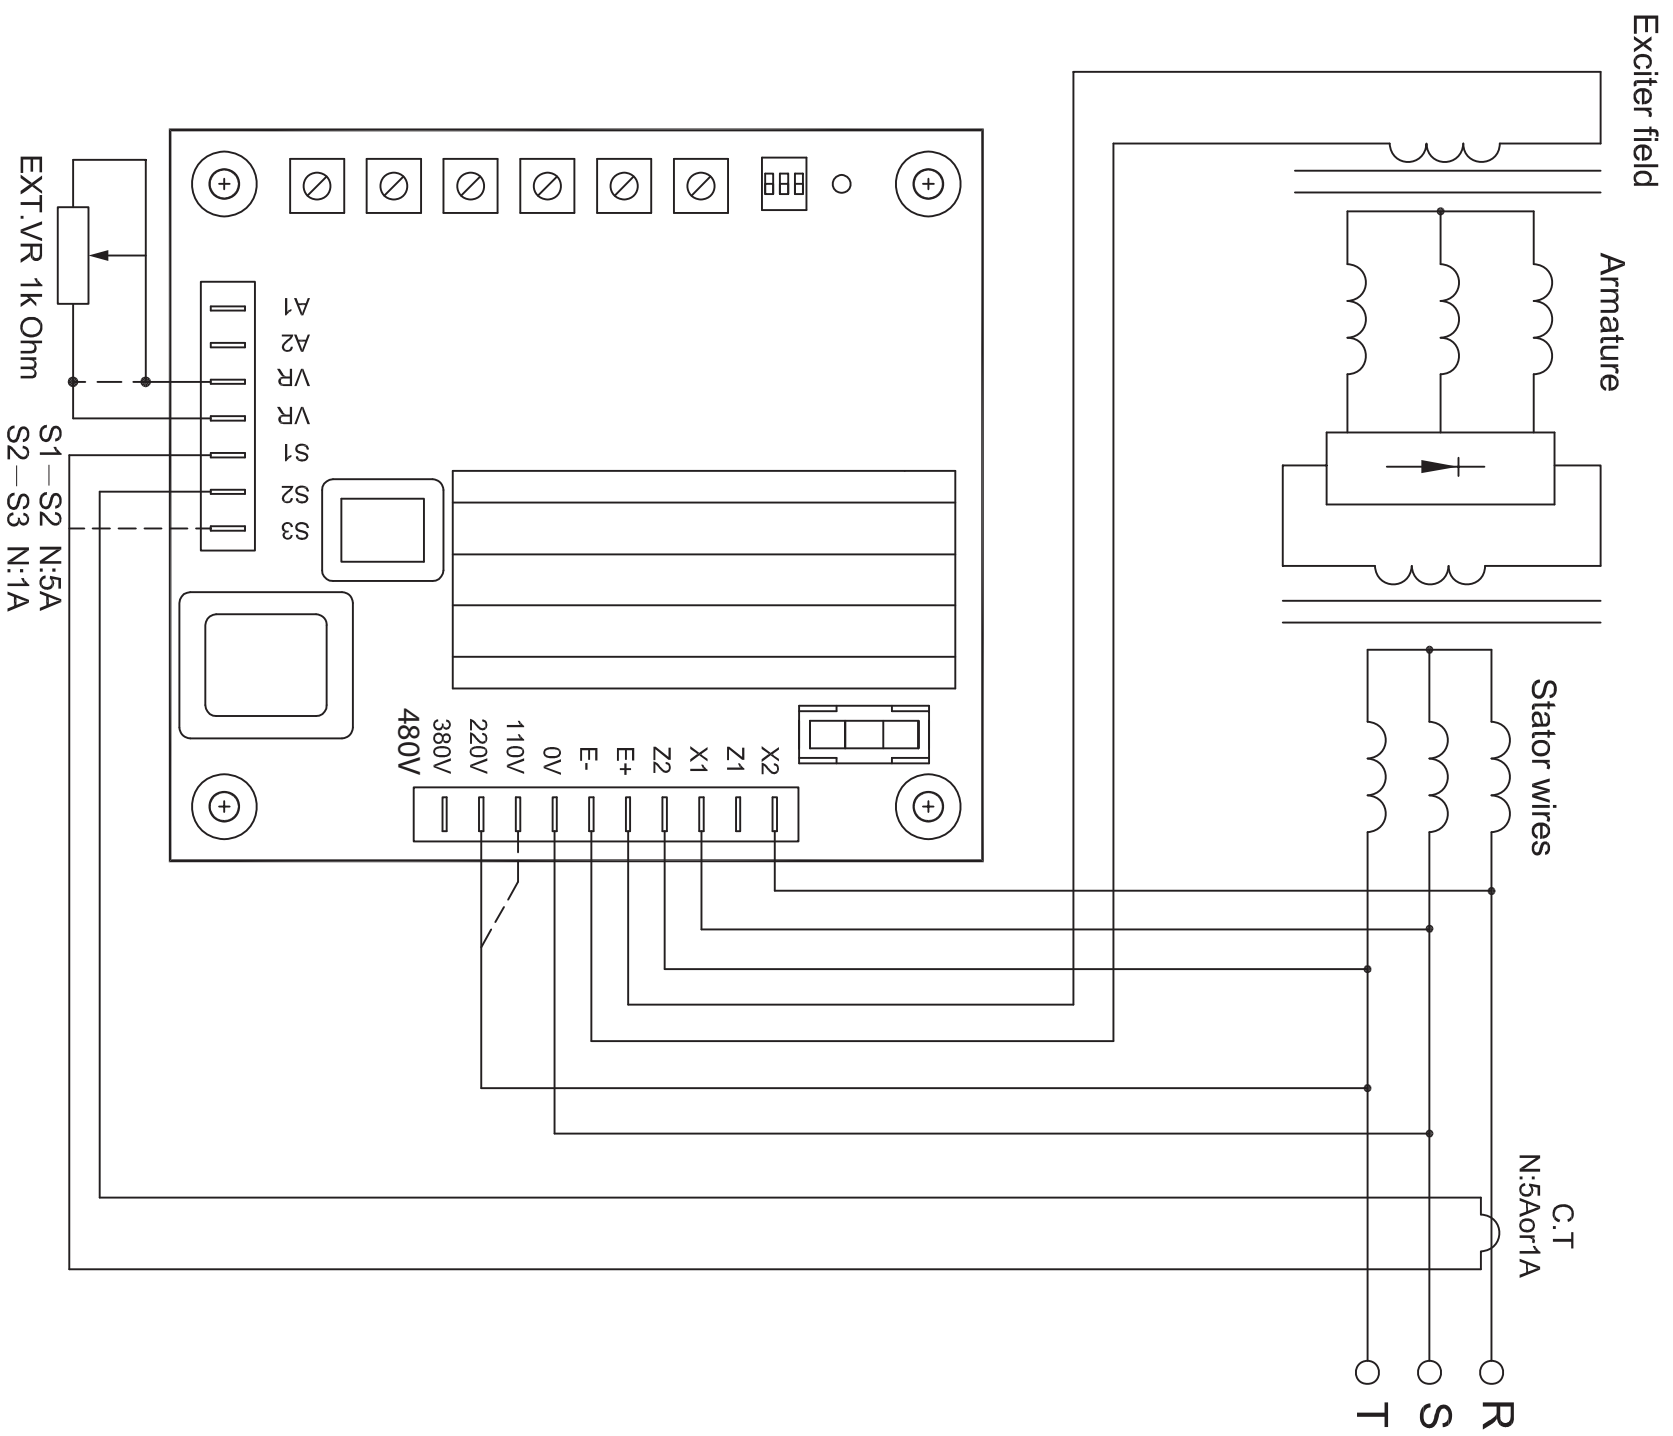 Exciter field
Armature
Stator wires
C.T
N:5Aor1A
R
S
T
X2
Z1
X1
Z2
E+
E-
0V
110V
220V
380V
480V
A1
A2
VR
VR
S1
S2
S3
EXT.VR 1k Ohm
S1—S2 N:5A
S2—S3 N:1A